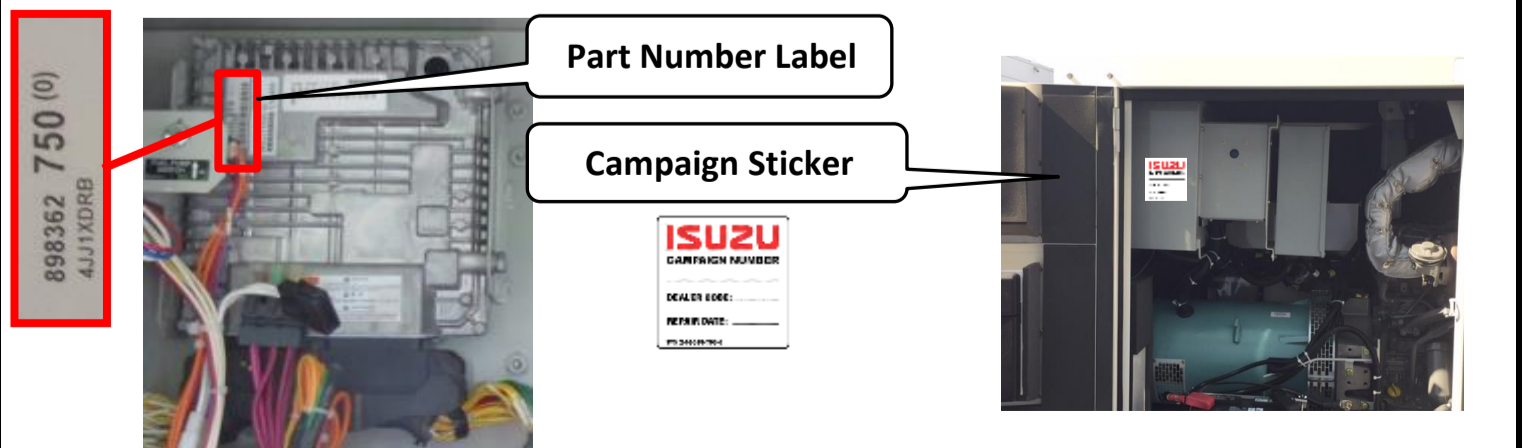 898362 750 (0)
4JJ1XDRB
Part Number Label
Campaign Sticker
ISUZU
CAMPAIGN NUMBER
DEALER CODE:
REPAIR DATE:
ISUZU